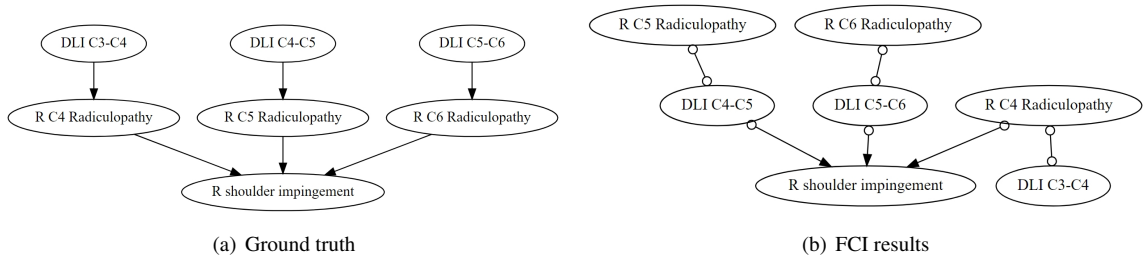 DLI C3-C4
DLI C4-C5
DLI C5-C6
R C4 Radiculopathy
R C5 Radiculopathy
R C6 Radiculopathy
R shoulder impingement
(a) Ground truth
R C5 Radiculopathy
R C6 Radiculopathy
DLI C4-C5
DLI C5-C6
R C4 Radiculopathy
R shoulder impingement
DLI C3-C4
(b) FCI results